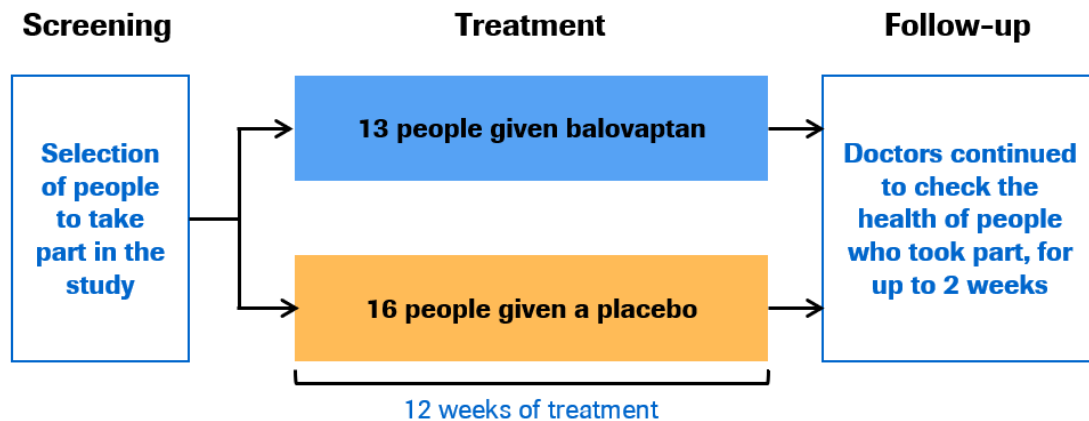 Screening
Treatment
Follow-up
Selection
of people
to take
part in the
study
13 people given balovaptan
16 people given a placebo
12 weeks of treatment
Doctors continued
to check the
health of people
who took part, for
up to 2 weeks